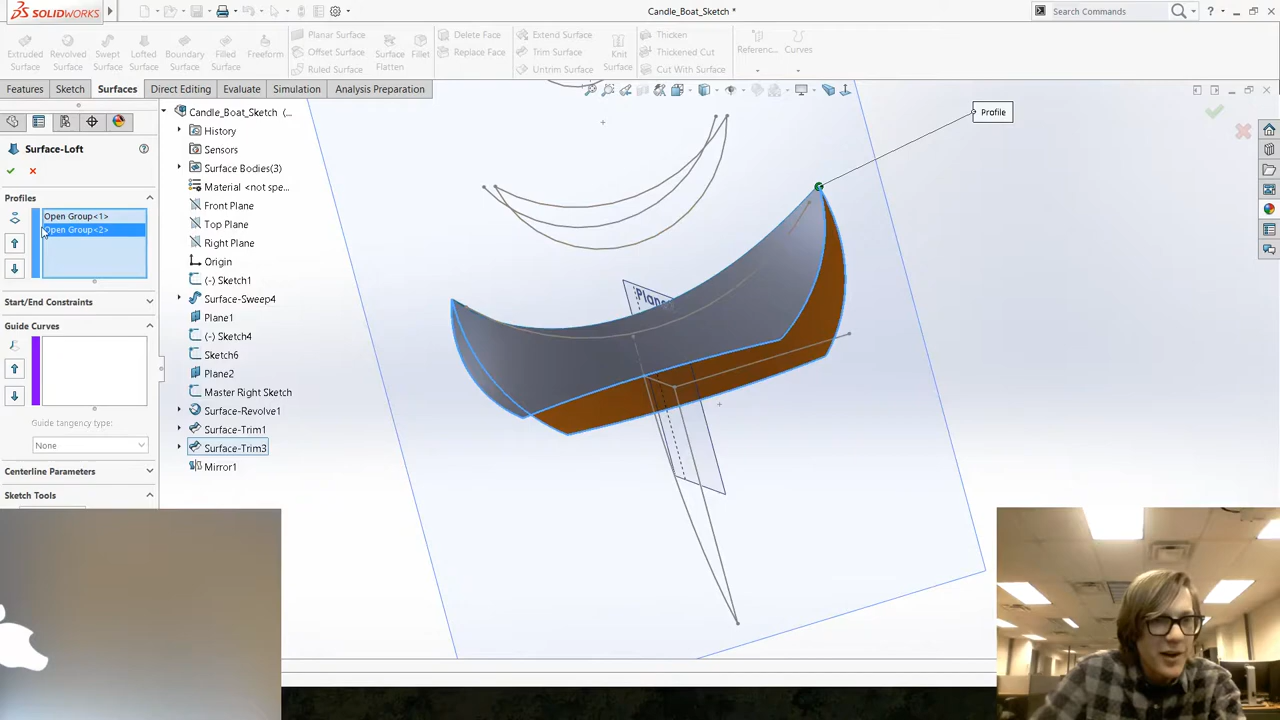 SOLIDWORKS
Candle_Boat_Sketch *
Search Commands
Extruded Surface
Revolved Surface
Swept Surface
Lofted Surface
Boundary Surface
Filled Surface
Freeform
Planar Surface
Offset Surface
Ruled Surface
Surface Flatten
Fillet
Delete Face
Replace Face
Extend Surface
Trim Surface
Untrim Surface
Knit Surface
Thicken
Thickened Cut
Cut With Surface
Referenc...
Curves
Features
Sketch
Surfaces
Direct Editing
Evaluate
Simulation
Analysis Preparation
Surface-Loft
Profiles
Open Group<1>
Open Group<2>
Start/End Constraints
Guide Curves
Guide tangency type:
None
Centerline Parameters
Sketch Tools
Candle_Boat_Sketch (...
History
Sensors
Surface Bodies(3)
Material <not spe...
Front Plane
Top Plane
Right Plane
Origin
(-) Sketch1
Surface-Sweep4
Plane1
(-) Sketch4
Sketch6
Plane2
Master Right Sketch
Surface-Revolve1
Surface-Trim1
Surface-Trim3
Mirror1
Profile